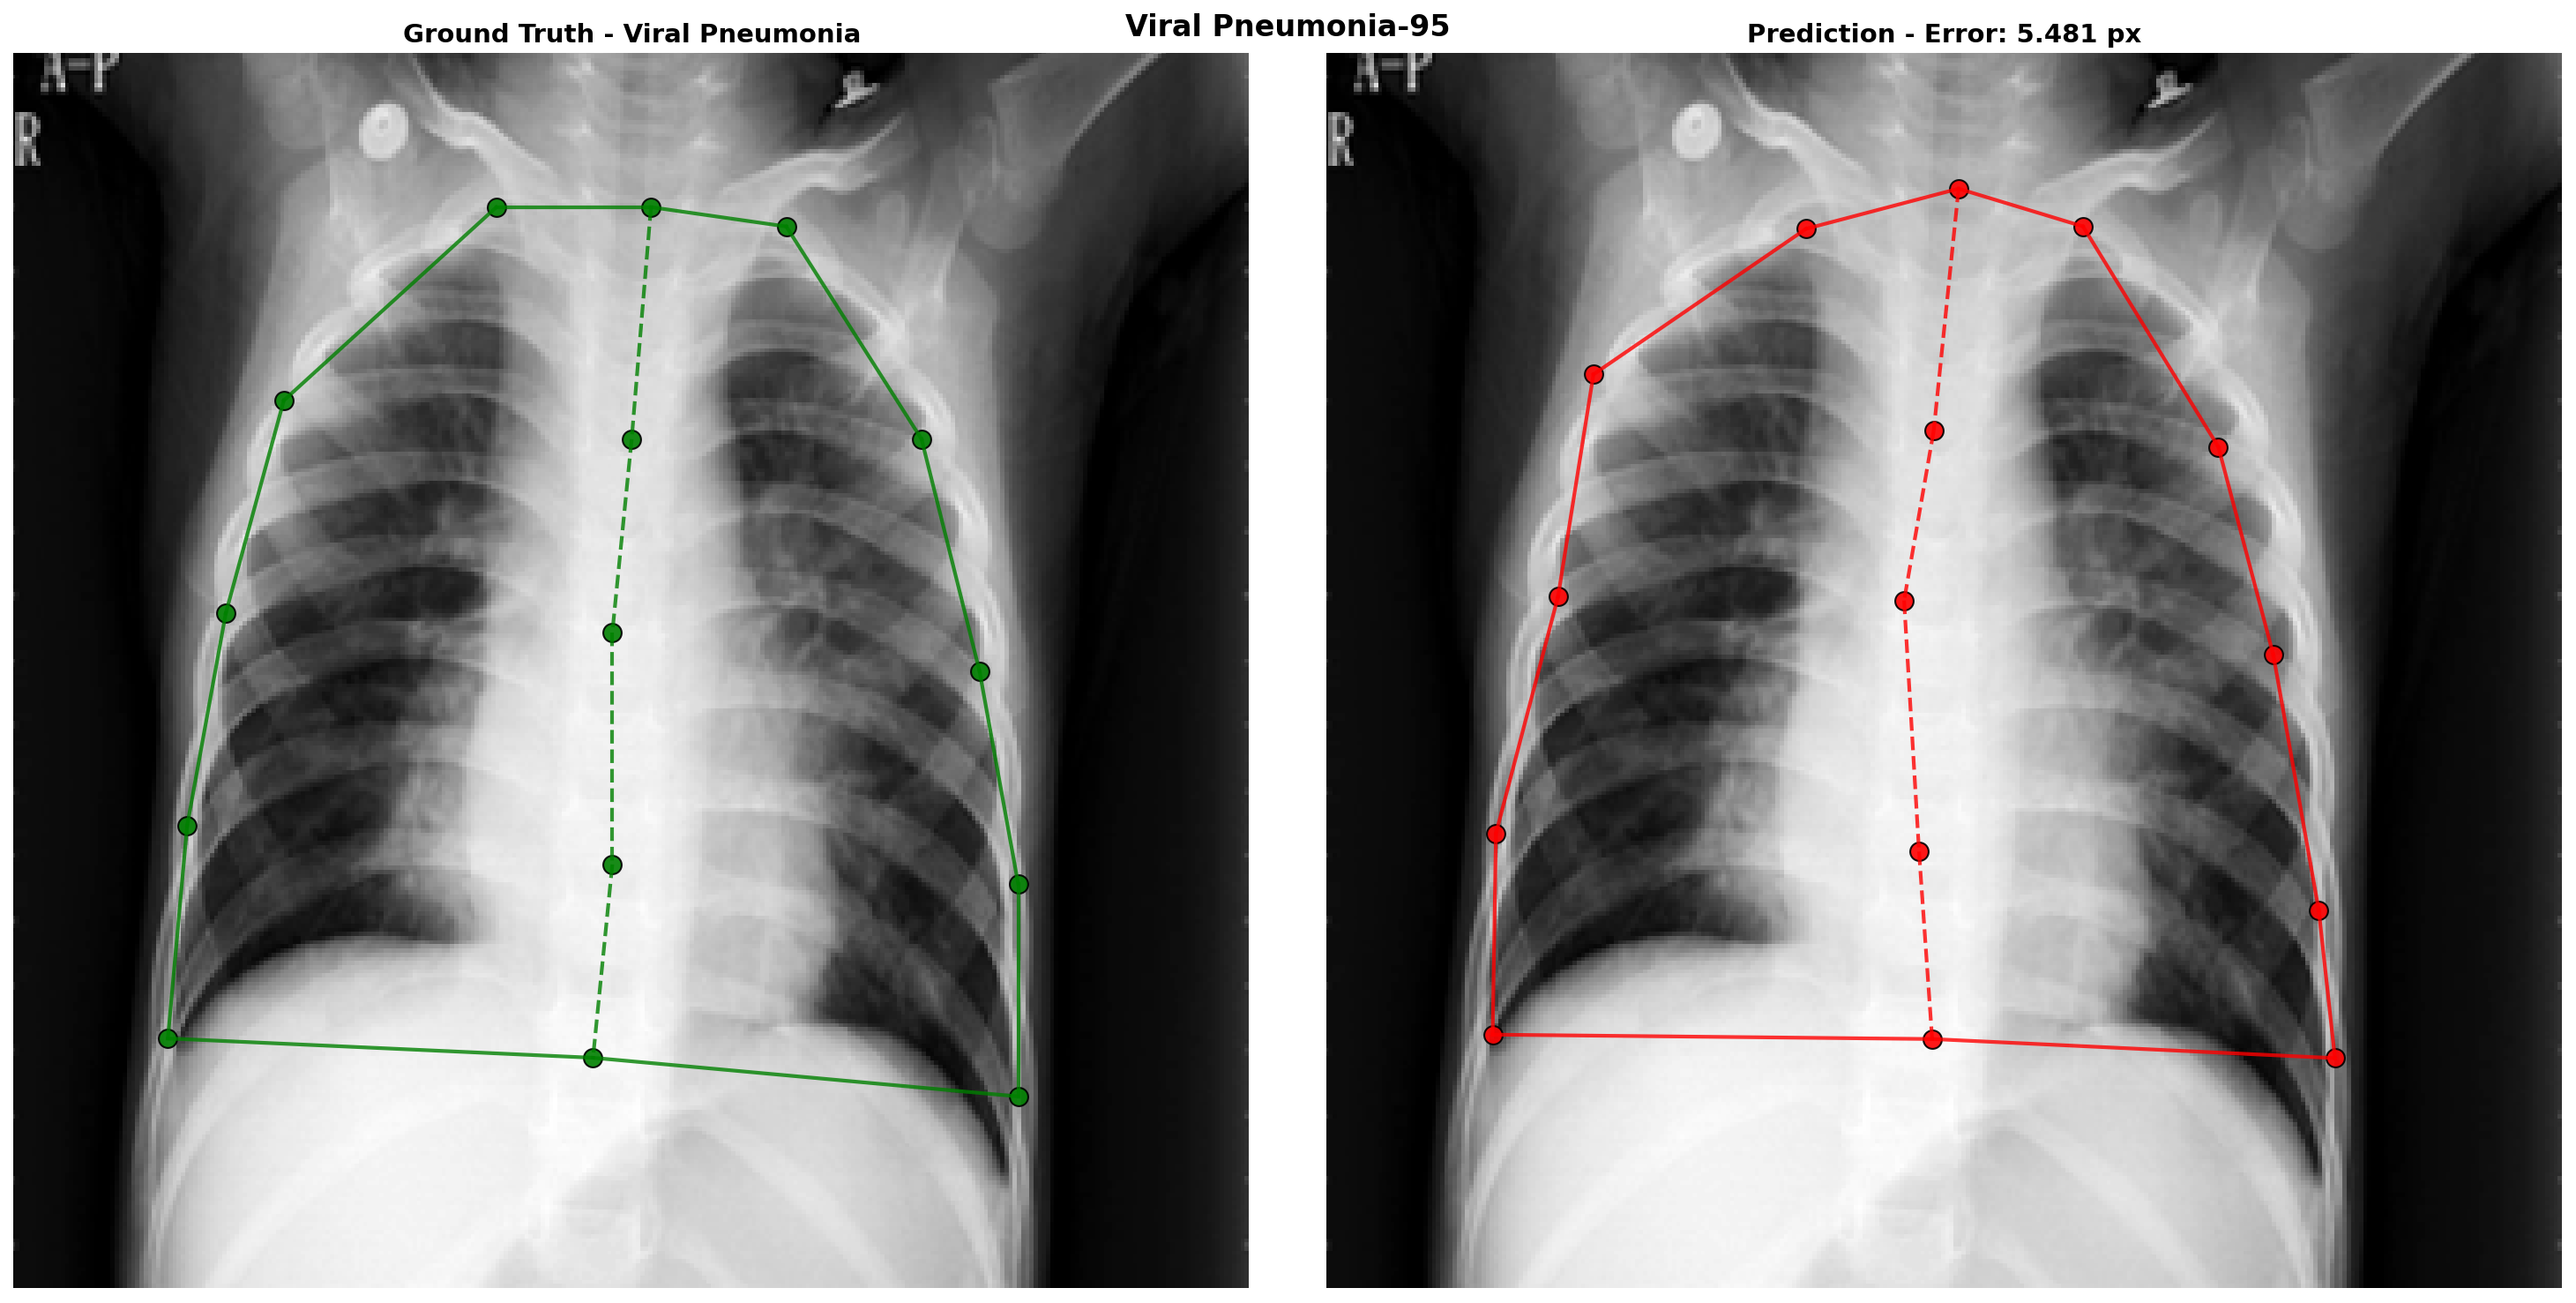 Viral Pneumonia-95
Ground Truth - Viral Pneumonia
Prediction - Error: 5.481 px
A-P
R
A-P
R